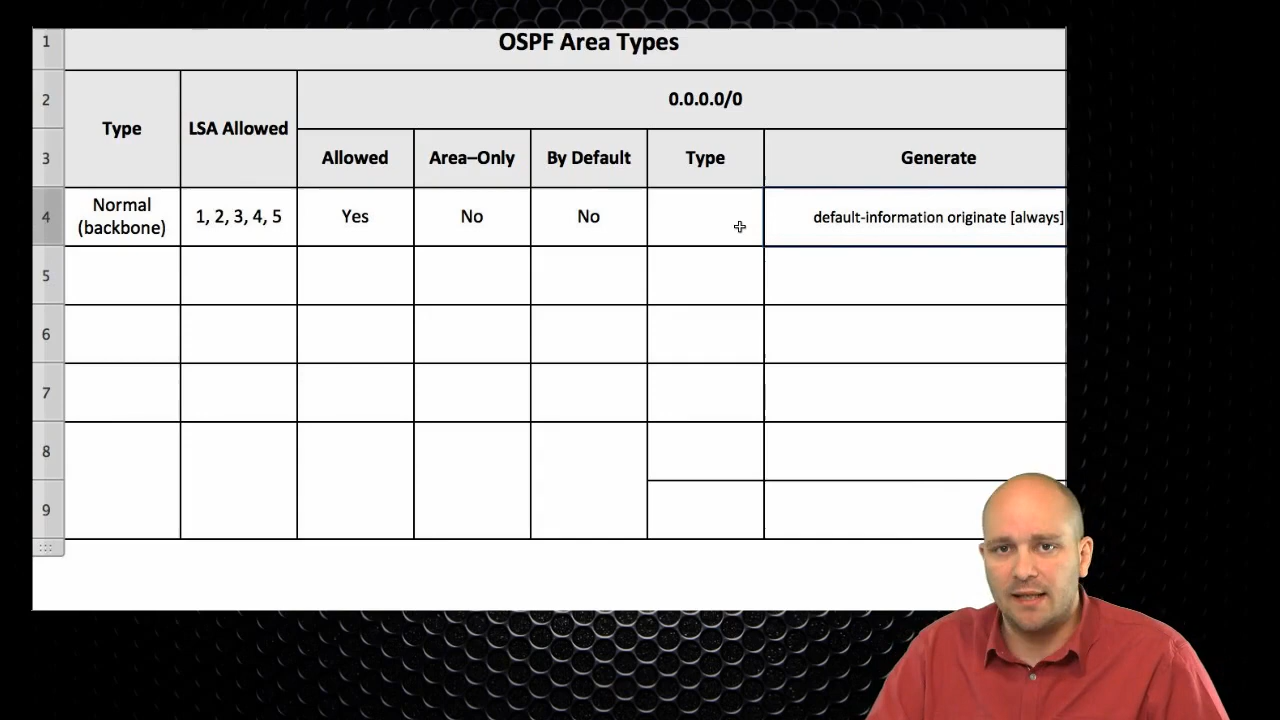 1
OSPF Area Types
2
Type
LSA Allowed
0.0.0.0/0
3
Allowed
Area–Only
By Default
Type
Generate
4
Normal
(backbone)
1, 2, 3, 4, 5
Yes
No
No
default-information originate [always]
5
6
7
8
9